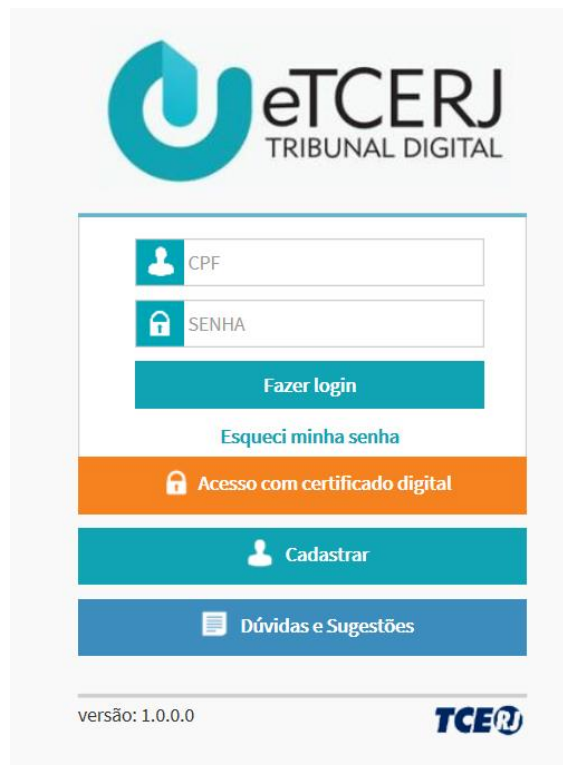 eTCERJ
TRIBUNAL DIGITAL
CPF
SENHA
Fazer login
Esqueci minha senha
Acesso com certificado digital
Cadastrar
Dúvidas e Sugestões
versão: 1.0.0.0
TCERJ